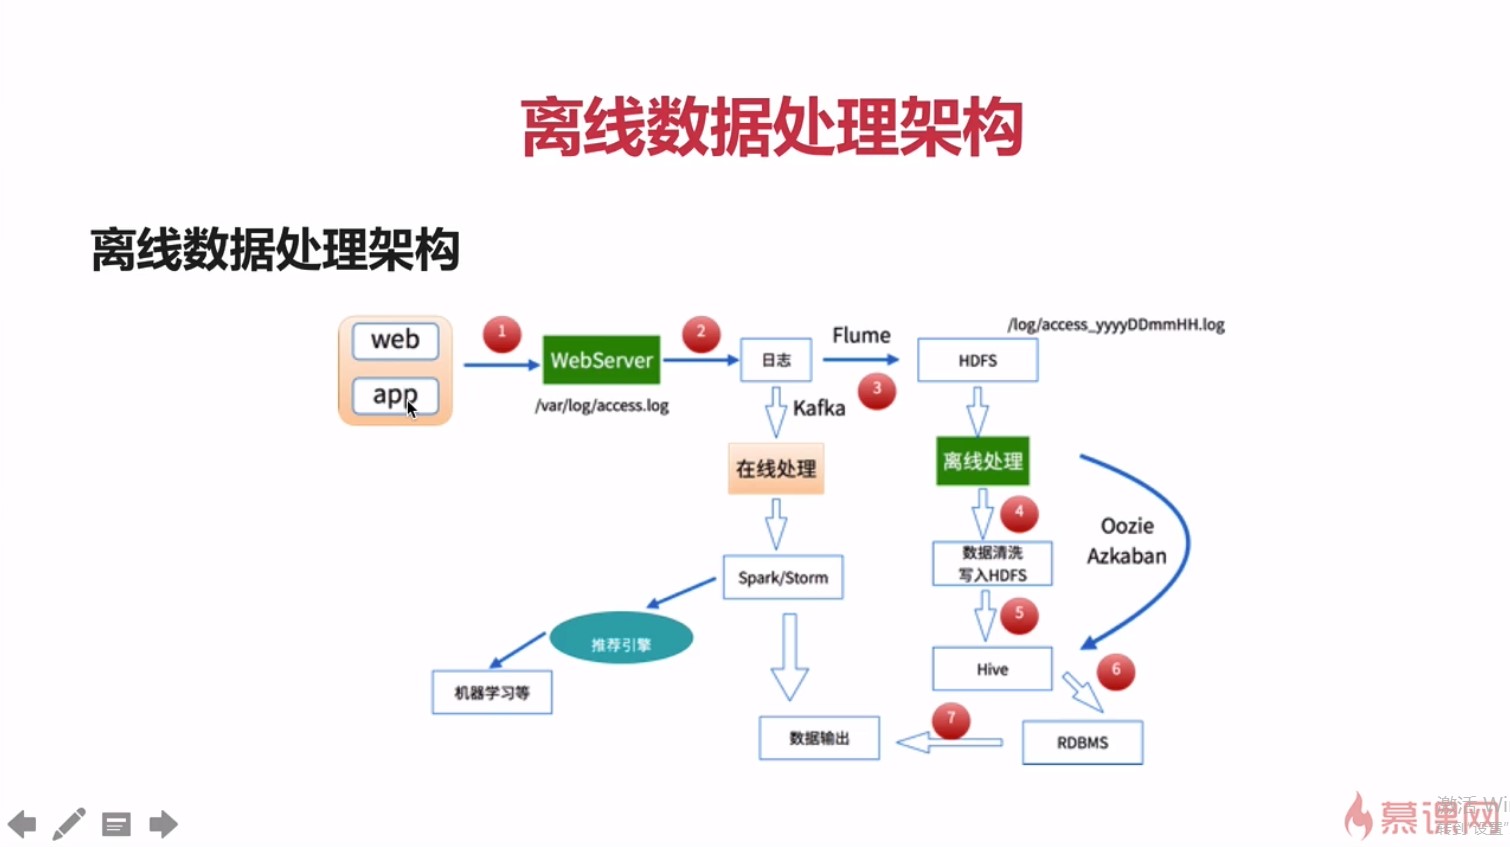 离线数据处理架构
离线数据处理架构
web
app
1
WebServer
/var/log/access.log
2
日志
Flume
3
HDFS
/log/access_yyyyDDmmHH.log
Kafka
在线处理
离线处理
4
Oozie
Azkaban
数据清洗
写入HDFS
Spark/Storm
5
推荐引擎
Hive
6
机器学习等
7
数据输出
RDBMS
慕课网
激活 Wi
转到"设置"